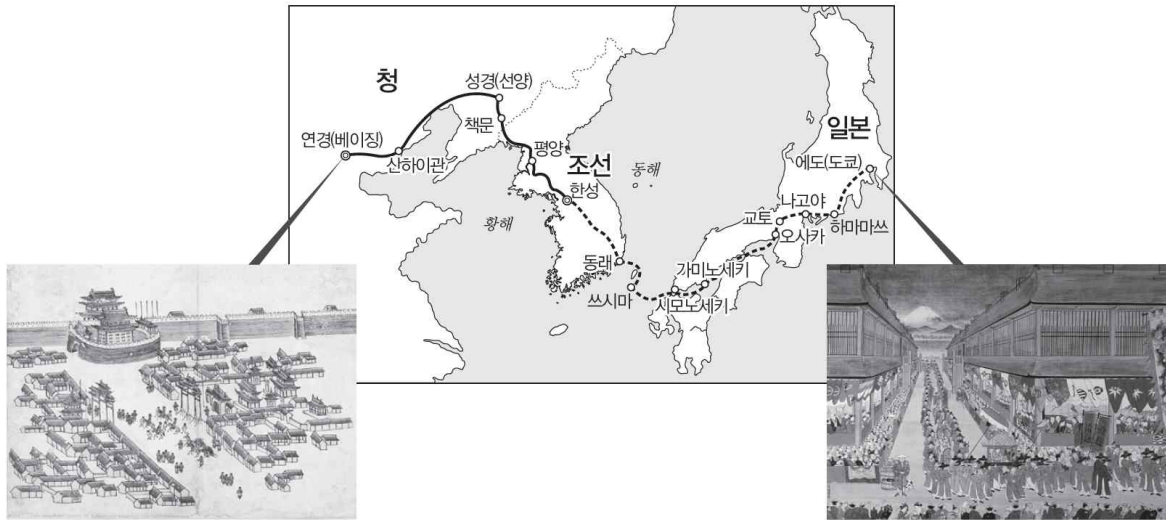 청
성경(선양)
책문
연경(베이징)
산하이관
평양
조선
한성
동해
황해
일본
에도(도쿄)
나고야
교토
하마마쓰
오사카
동래
가미노세키
쓰시마
시모노세키